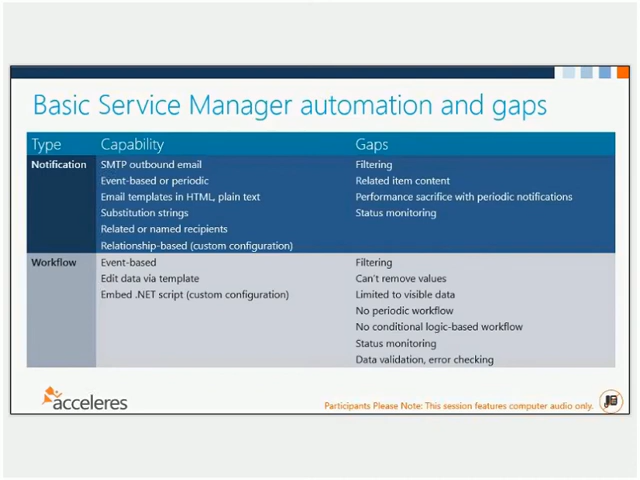 Basic Service Manager automation and gaps
Type Capability Gaps
Notification SMTP outbound email Filtering
Event-based or periodic Related item content
Email templates in HTML, plain text Performance sacrifice with periodic notifications
Substitution strings Status monitoring
Related or named recipients
Relationship-based (custom configuration)
Workflow Event-based Filtering
Edit data via template Can't remove values
Embed .NET script (custom configuration) Limited to visible data
No periodic workflow
No conditional logic-based workflow
Status monitoring
Data validation, error checking
acceleres
Participants Please Note: This session features computer audio only.